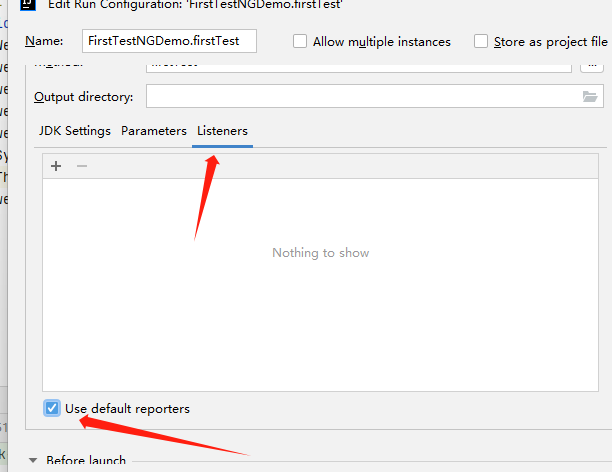 Edit Run Configuration: 'FirstTestNGDemo.firstTest'
Name: FirstTestNGDemo.firstTest Allow multiple instances Store as project file
Output directory:
JDK Settings Parameters Listeners
Nothing to show
Use default reporters
Before launch